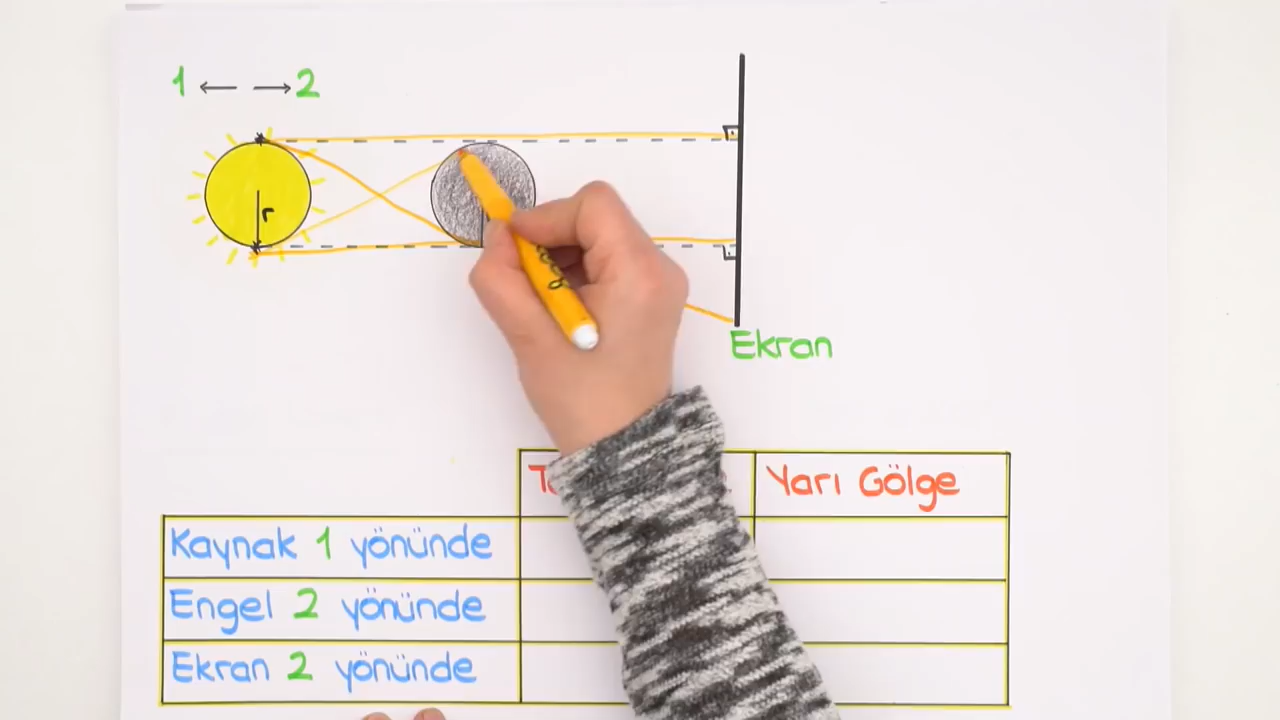 1 ← → 2
r
Ekran
Yarı Gölge
Kaynak 1 yönünde
Engel 2 yönünde
Ekran 2 yönünde